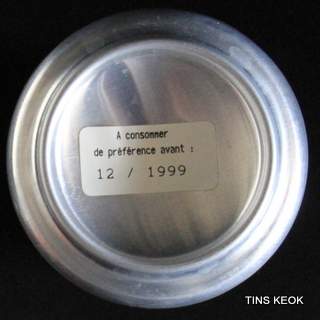 A consommer
de préférence avant :
12 / 1999
TINS KEOK